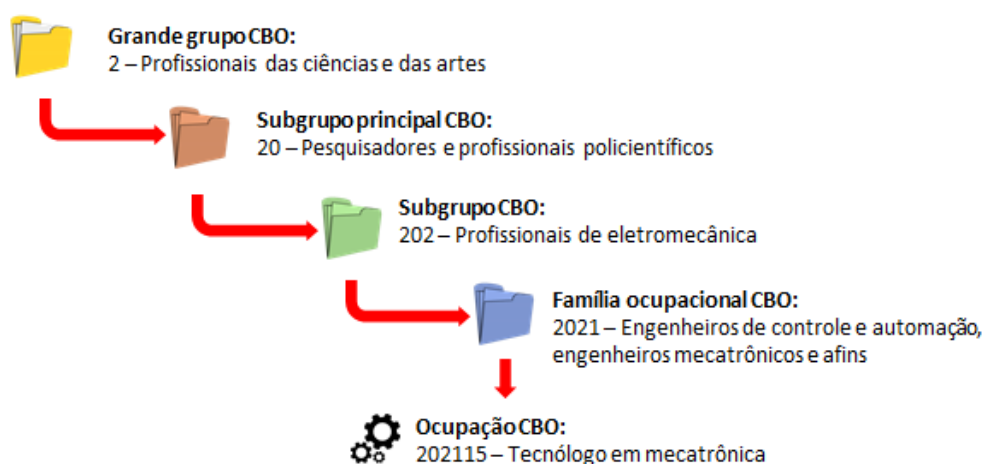 Grande grupo CBO:
2 – Profissionais das ciências e das artes
Subgrupo principal CBO:
20 – Pesquisadores e profissionais policientíficos
Subgrupo CBO:
202 – Profissionais de eletromecânica
Família ocupacional CBO:
2021 – Engenheiros de controle e automação,
engenheiros mecatrônicos e afins
Ocupação CBO:
202115 – Tecnólogo em mecatrônica